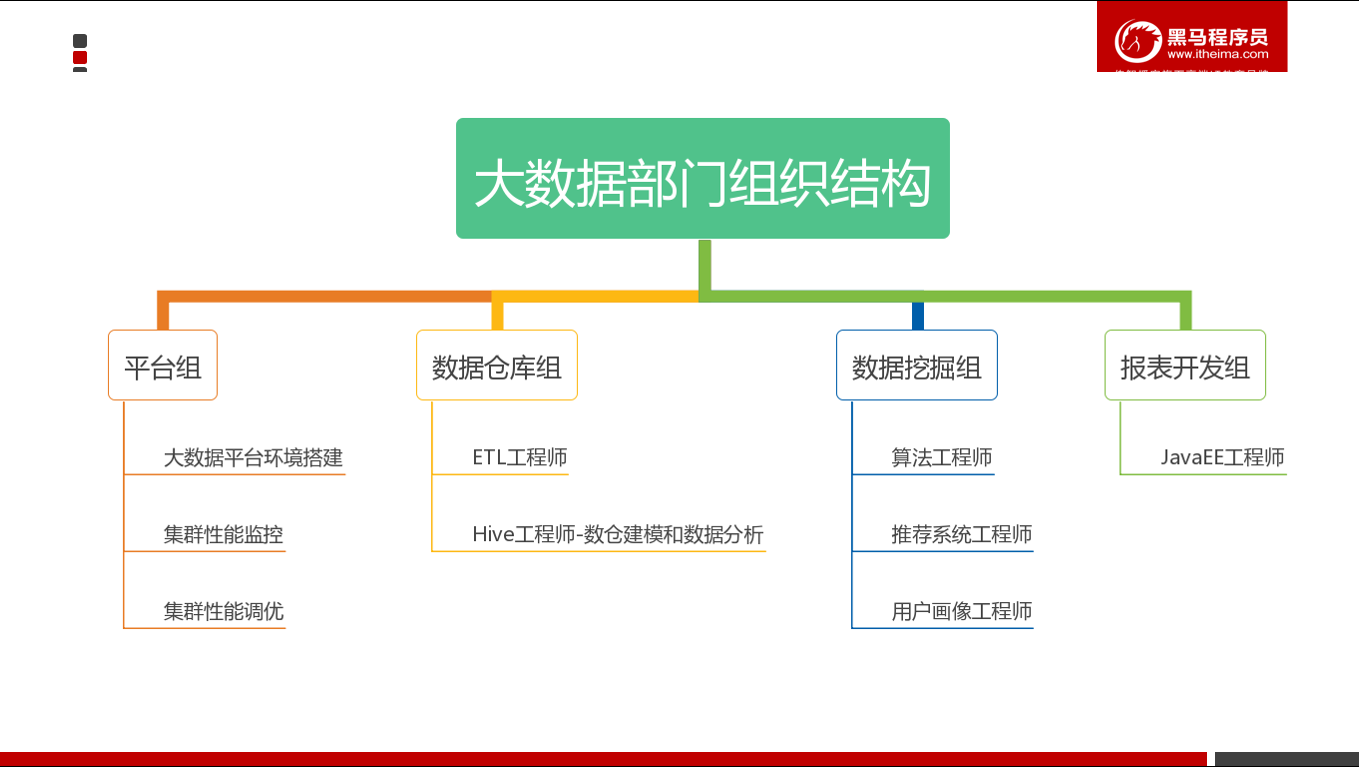 黑马程序员
www.itheima.com
大数据部门组织结构
平台组
数据仓库组
数据挖掘组
报表开发组
大数据平台环境搭建
ETL工程师
算法工程师
JavaEE工程师
集群性能监控
Hive工程师-数仓建模和数据分析
推荐系统工程师
集群性能调优
用户画像工程师